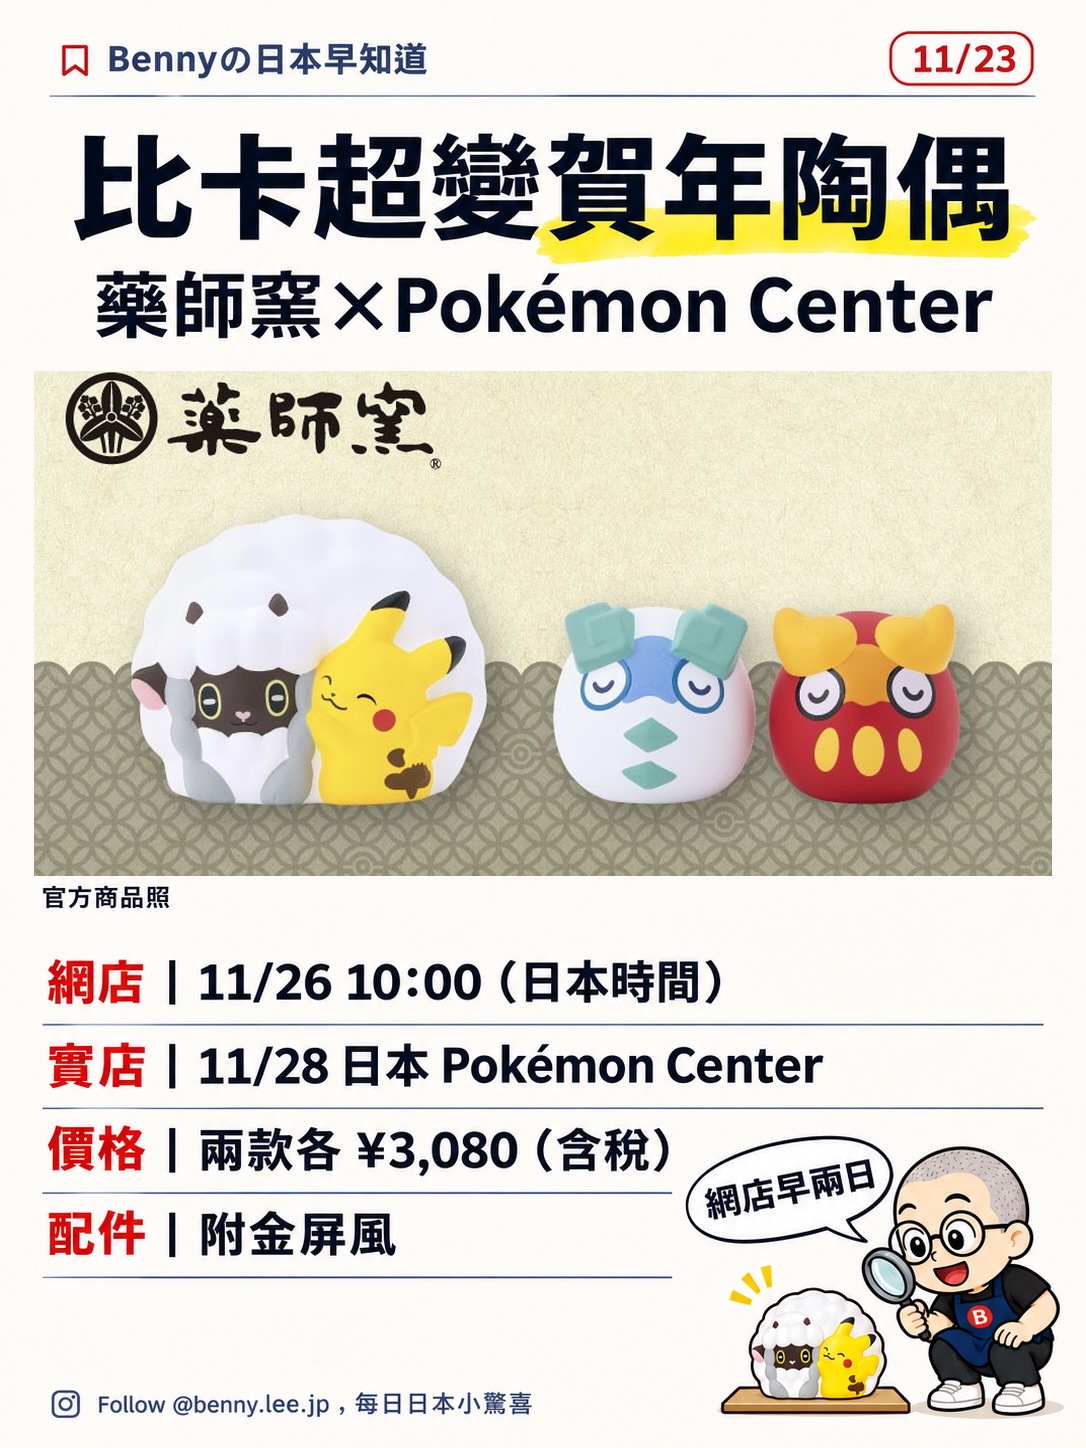 Bennyの日本早知道
11/23
比卡超變賀年陶偶
藥師窯×Pokémon Center
薬師窯®
官方商品照
網店 | 11/26 10:00（日本時間）
實店 | 11/28 日本 Pokémon Center
價格 | 兩款各 ¥3,080（含稅）
配件 | 附金屏風
網店早兩日
B
Follow @benny.lee.jp，每日日本小驚喜